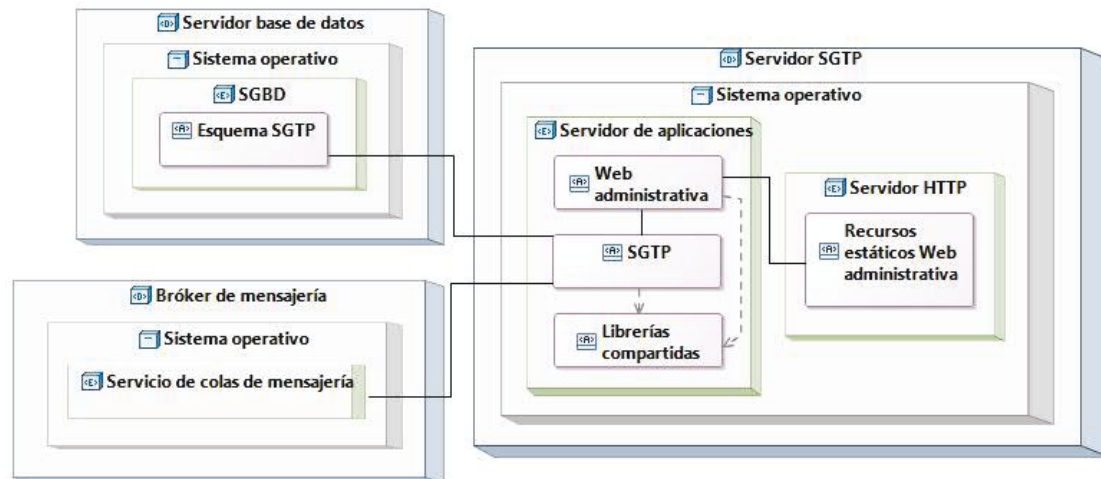 <D> Servidor base de datos
Sistema operativo
<E> SGBD
<A> Esquema SGTP
<D> Bróker de mensajería
Sistema operativo
<E> Servicio de colas de mensajería
<D> Servidor SGTP
Sistema operativo
<E> Servidor de aplicaciones
<A> Web
administrativa
<A> SGTP
<A> Librerías
compartidas
<E> Servidor HTTP
Recursos
<A> estáticos Web
administrativa